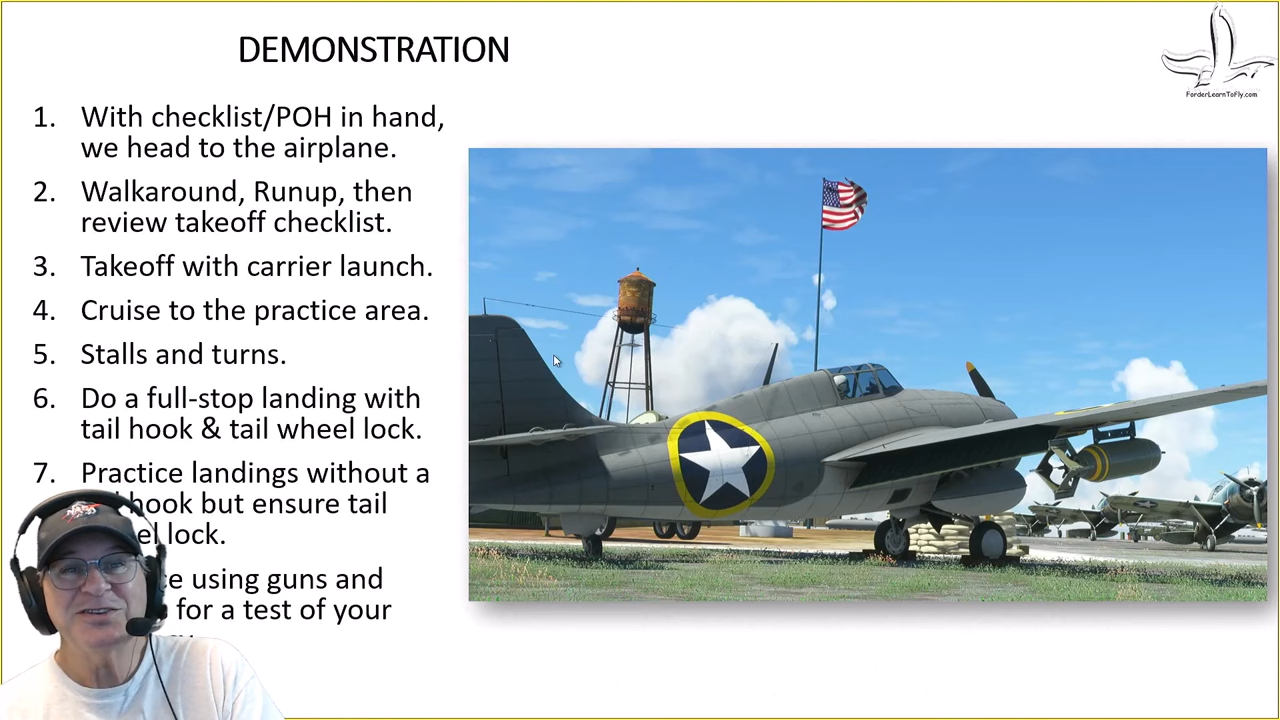 DEMONSTRATION
ForderLearnToFly.com
1. With checklist/POH in hand,
we head to the airplane.
2. Walkaround, Runup, then
review takeoff checklist.
3. Takeoff with carrier launch.
4. Cruise to the practice area.
5. Stalls and turns.
6. Do a full-stop landing with
tail hook & tail wheel lock.
7. Practice landings without a
hook but ensure tail
lock.
using guns and
for a test of your